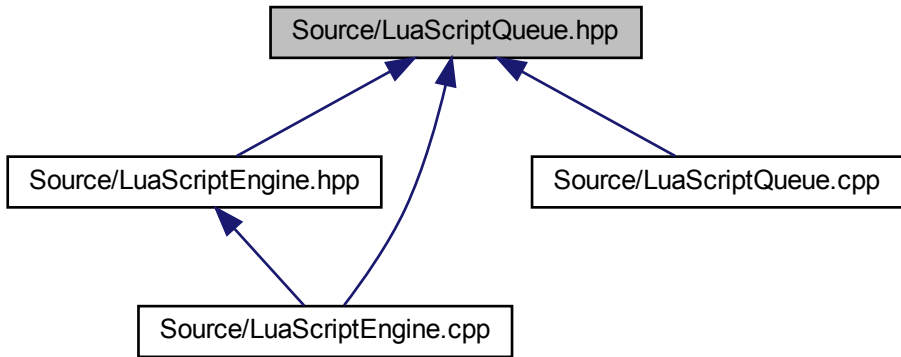 Source/LuaScriptQueue.hpp
Source/LuaScriptEngine.hpp
Source/LuaScriptQueue.cpp
Source/LuaScriptEngine.cpp